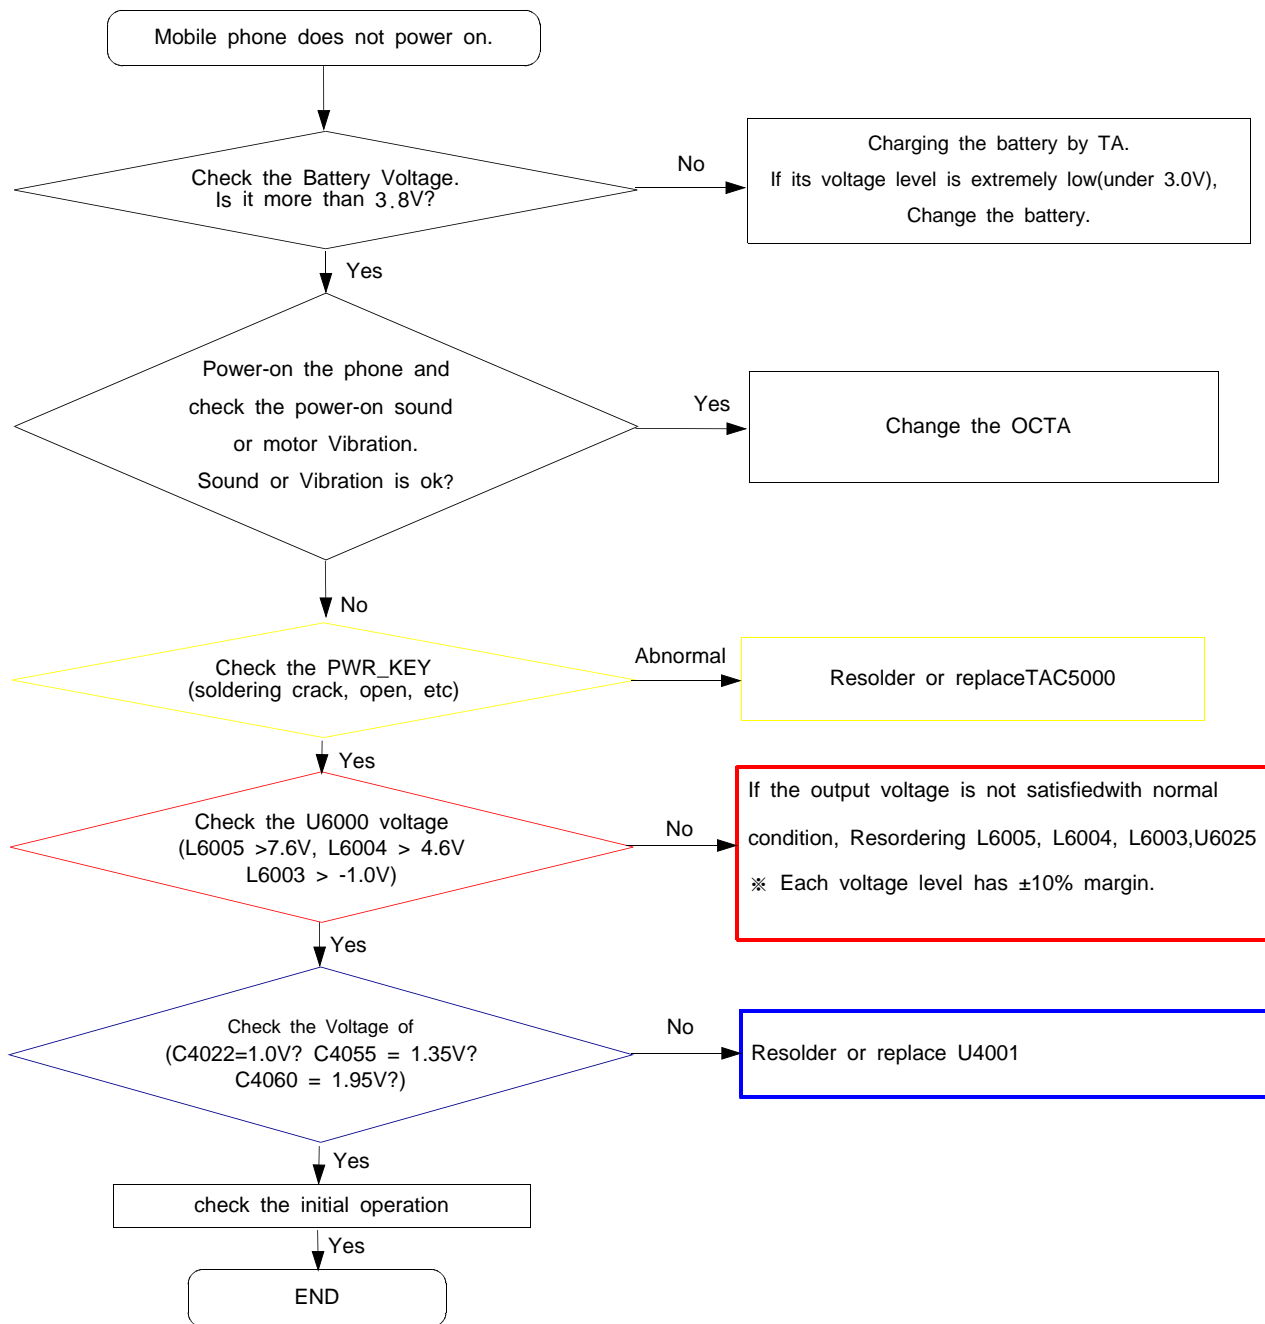 Mobile phone does not power on.
Check the Battery Voltage.
Is it more than 3.8V?
No
Charging the battery by TA.
If its voltage level is extremely low(under 3.0V),
Change the battery.
Yes
Power-on the phone and
check the power-on sound
or motor Vibration.
Sound or Vibration is ok?
Yes
Change the OCTA
No
Check the PWR_KEY
(soldering crack, open, etc)
Abnormal
Resolder or replaceTAC5000
Yes
Check the U6000 voltage
(L6005 >7.6V, L6004 > 4.6V
L6003 > -1.0V)
No
If the output voltage is not satisfiedwith normal
condition, Resordering L6005, L6004, L6003,U6025
※ Each voltage level has ±10% margin.
Yes
Check the Voltage of
(C4022=1.0V? C4055 = 1.35V?
C4060 = 1.95V?)
No
Resolder or replace U4001
Yes
check the initial operation
Yes
END